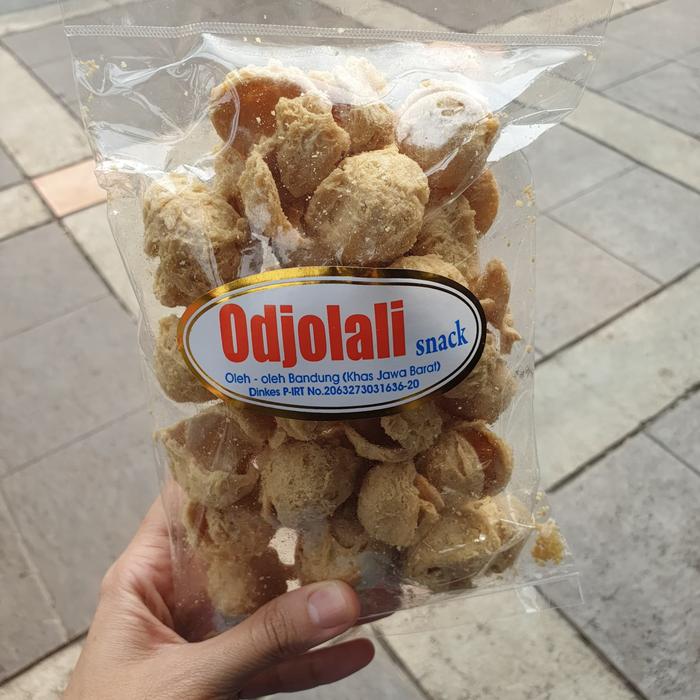 Odjolali snack
Oleh - oleh Bandung (Khas Jawa Barat)
Dinkes P-IRT No.2063273031636-20